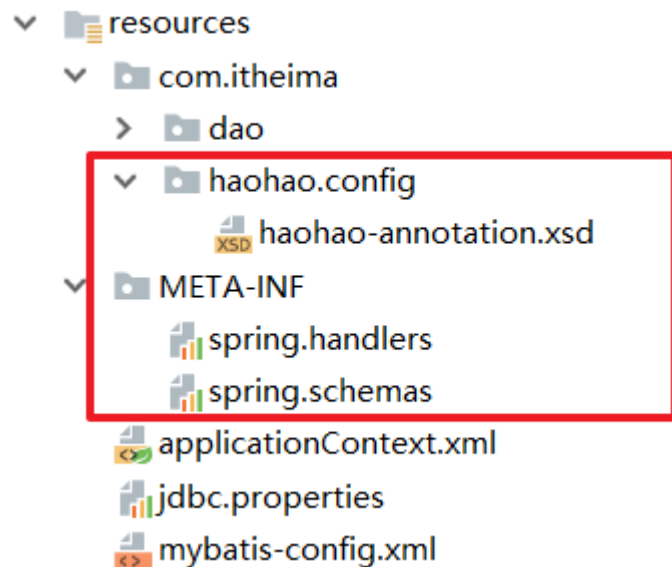 resources
com.itheima
dao
haohao.config
XSD haohao-annotation.xsd
META-INF
spring.handlers
spring.schemas
applicationContext.xml
jdbc.properties
mybatis-config.xml